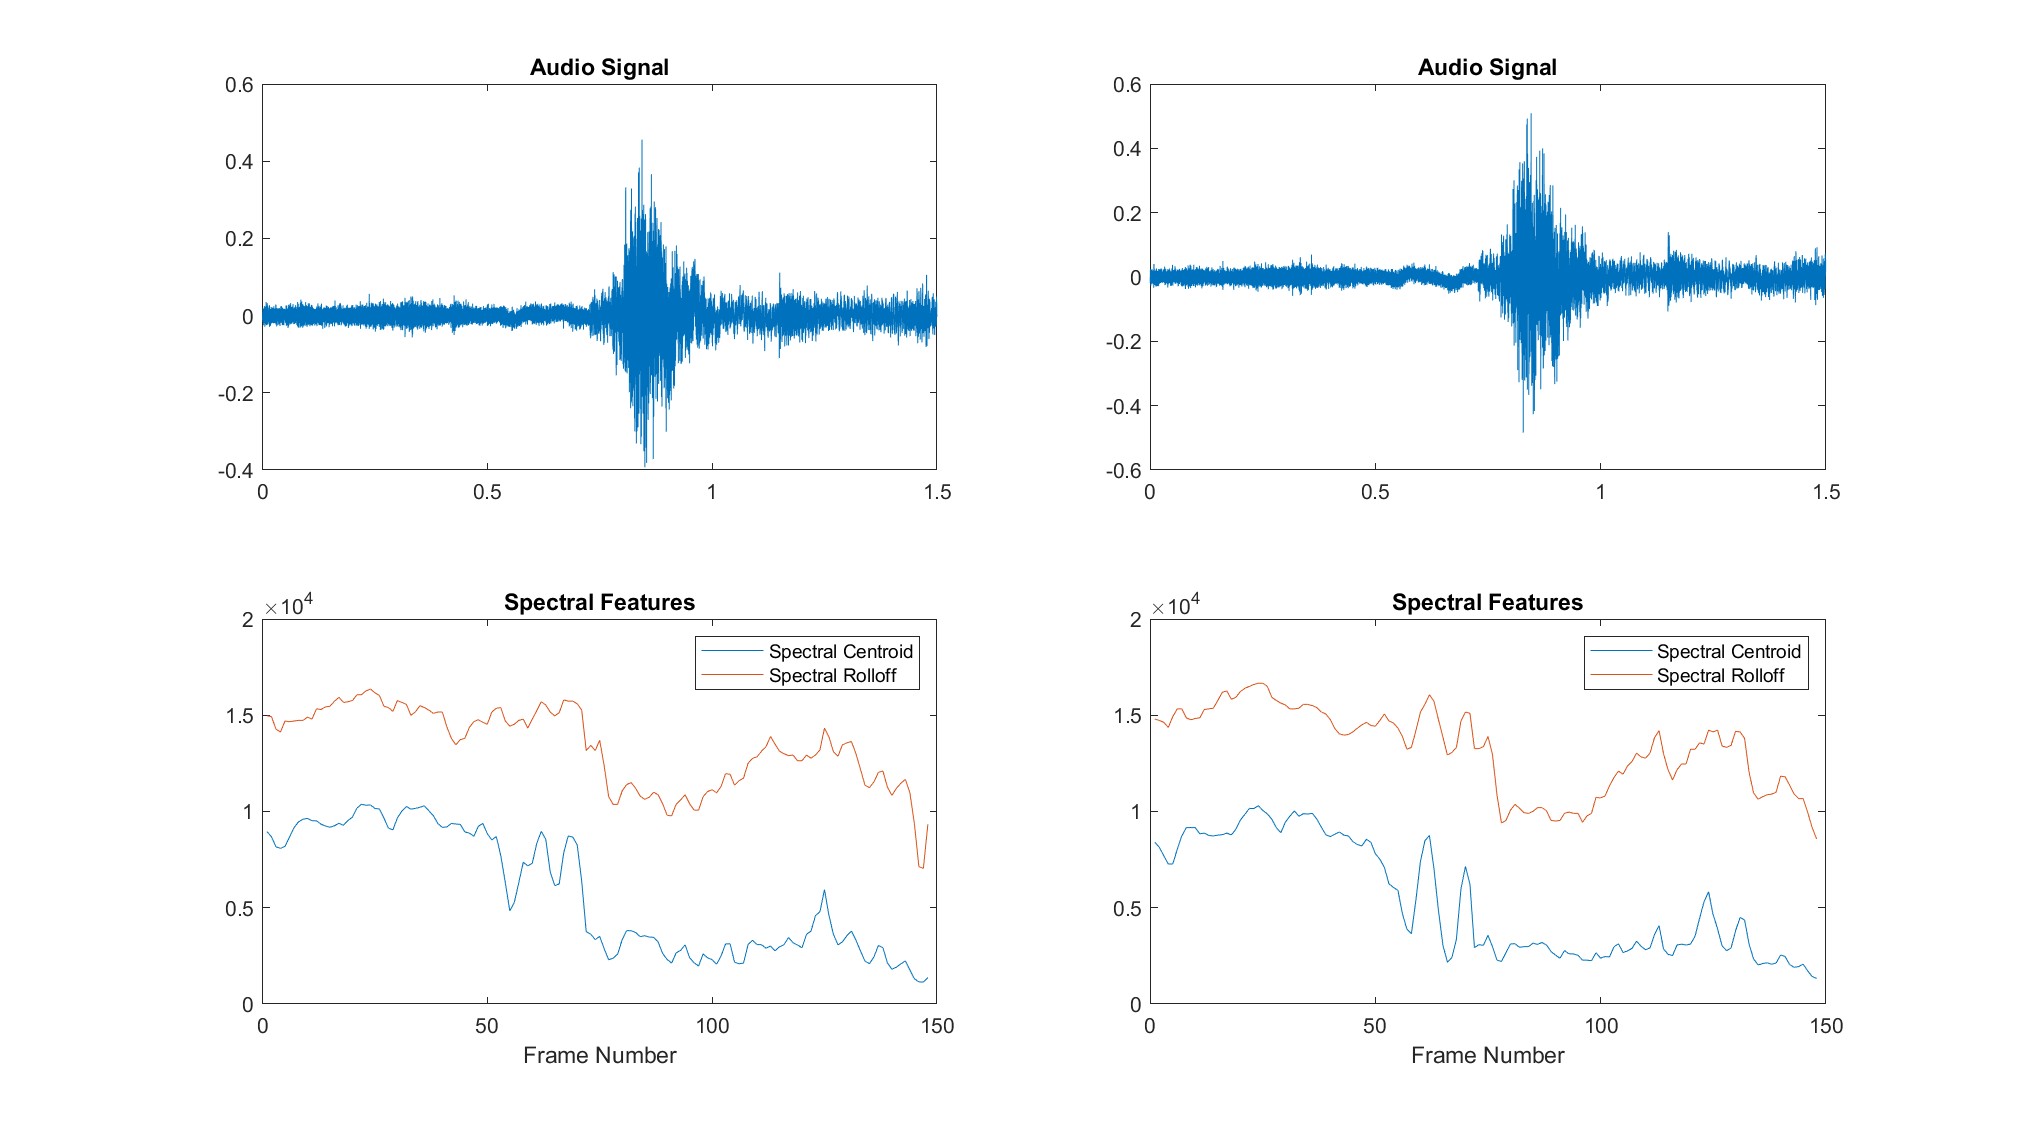 Audio Signal
0.6
0.4
0.2
0
-0.2
-0.4
0 0.5 1 1.5
Audio Signal
0.6
0.4
0.2
0
-0.2
-0.4
-0.6
0 0.5 1 1.5
Spectral Features
×10^4
2
1.5
1
0.5
0
Spectral Centroid
Spectral Rolloff
0 50 100 150
Frame Number
Spectral Features
×10^4
2
1.5
1
0.5
0
Spectral Centroid
Spectral Rolloff
0 50 100 150
Frame Number